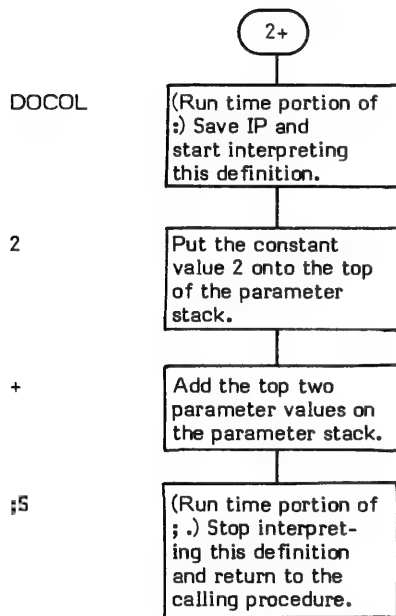 2+
DOCOL
(Run time portion of
:) Save IP and
start interpreting
this definition.
2
Put the constant
value 2 onto the top
of the parameter
stack.
+
Add the top two
parameter values on
the parameter stack.
;S
(Run time portion of
; .) Stop interpret-
ing this definition
and return to the
calling procedure.